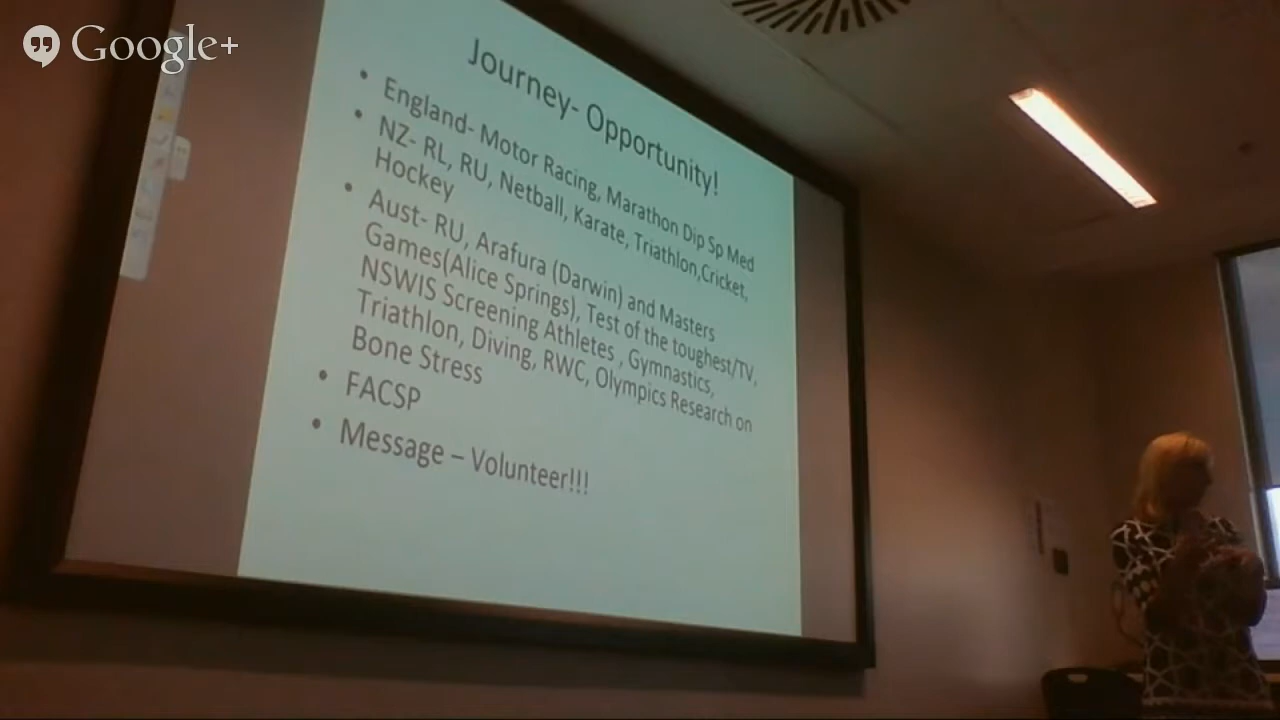 Google+
Journey- Opportunity!
• England- Motor Racing, Marathon Dip Sp Med
• NZ- RL, RU, Netball, Karate, Triathlon,Cricket,
Hockey
• Aust- RU, Arafura (Darwin) and Masters
Games(Alice Springs), Test of the toughest/TV,
NSWIS Screening Athletes , Gymnastics,
Triathlon, Diving, RWC, Olympics Research on
Bone Stress
• FACSP
• Message – Volunteer!!!